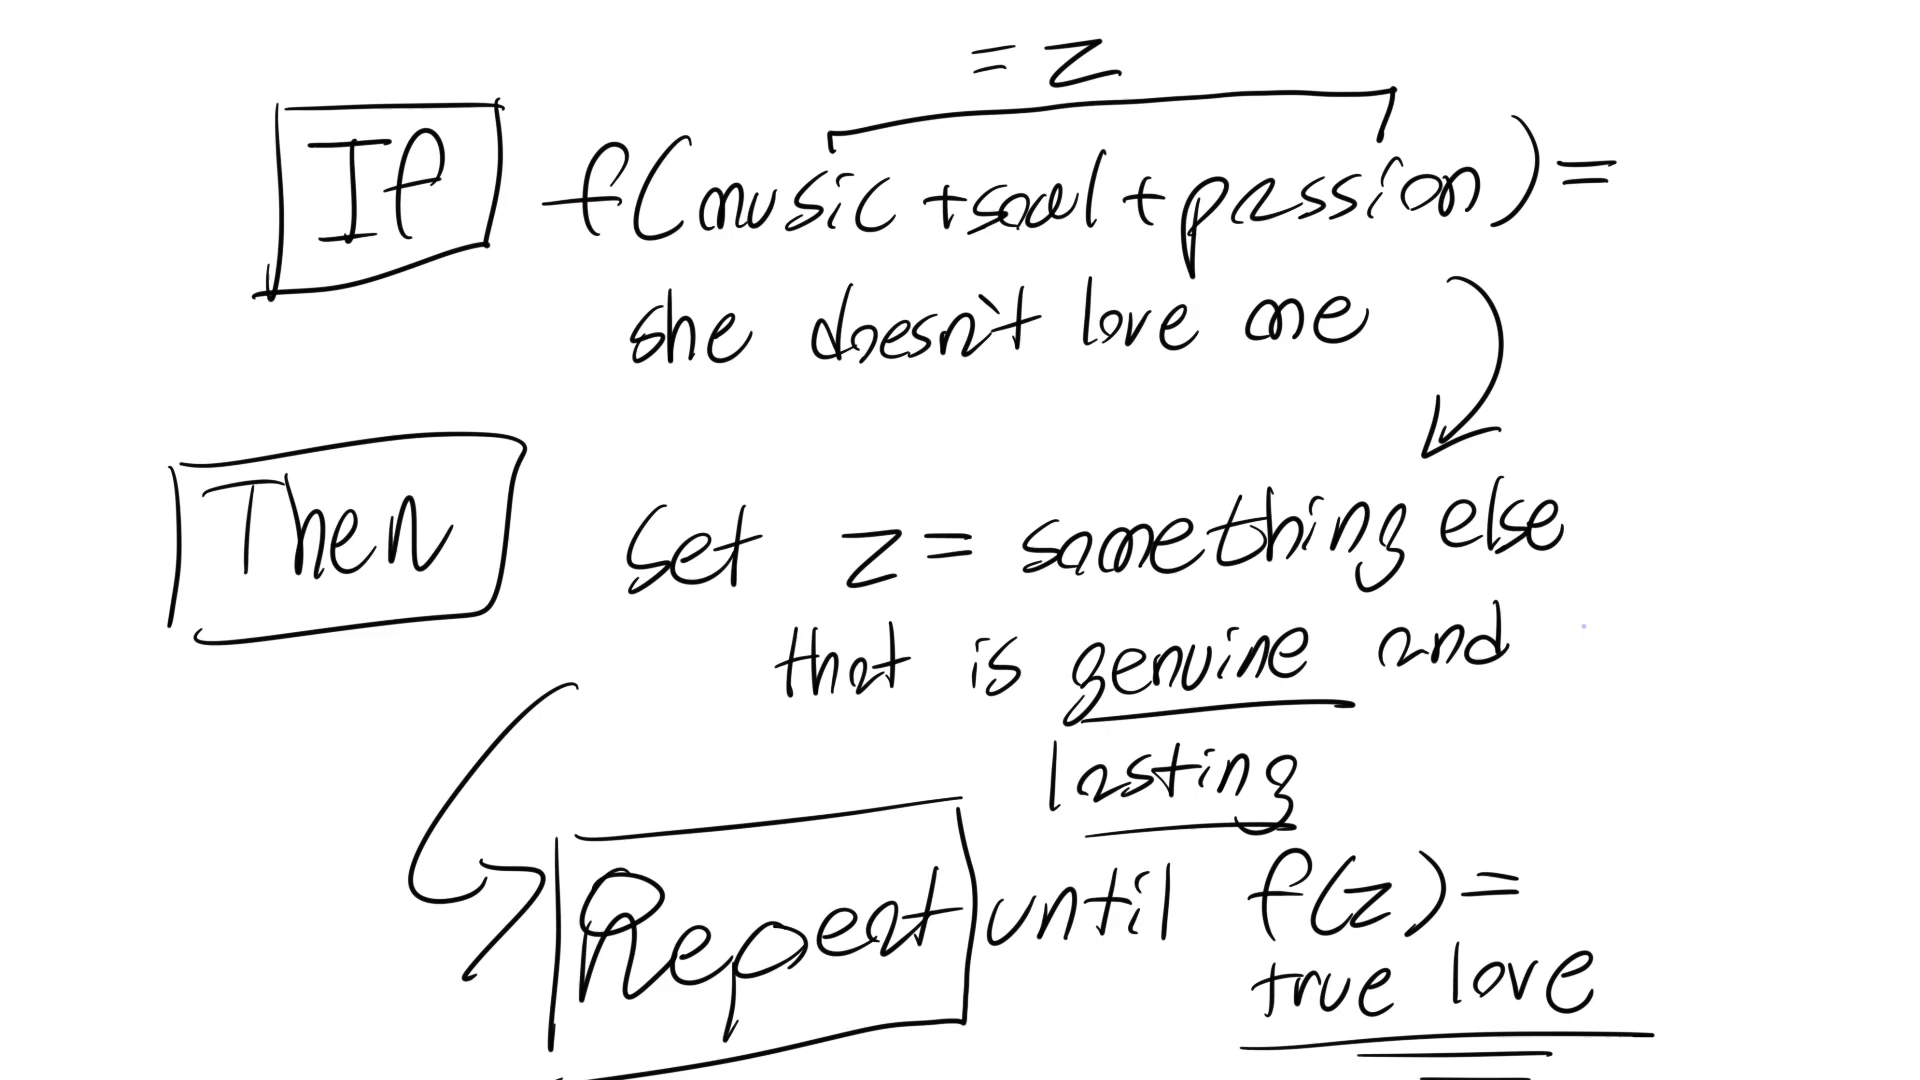 = z
If f(music + soul + passion) =
she doesn't love me
Then set z = something else
that is genuine and
lasting
Repeat until f(z) =
true love